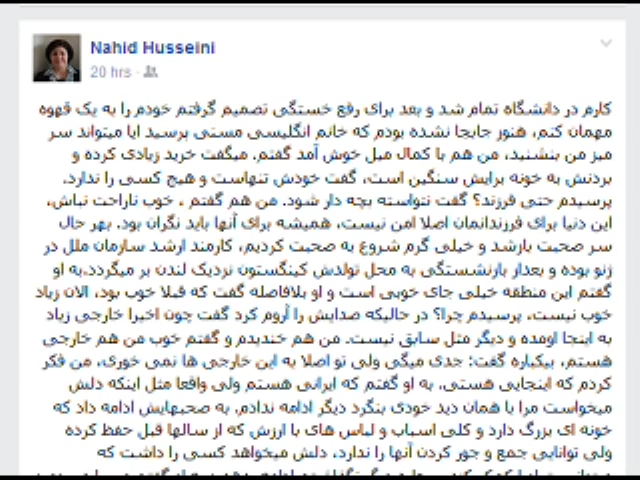 Nahid Husseini
20 hrs
کارم در دانشگاه تمام شد و بعد برای رفع خستگی تصمیم گرفتم خودم را به یک قهوه
مهمان کنم، هنور جابجا نشده بودم که خانم انگلیسی مسنی پرسید ایا میتواند سر
میز من بنشنید، من هم با کمال میل خوش آمد گفتم، میگفت خرید زیادی کرده و
بردنش به خونه برایش سنگین است، گفت خودش تنهاست و هیچ کسی را ندارد.
پرسیدم حتی فرزند؟ گفت نتواسته بچه دار شود. من هم گفتم ، خوب ناراحت نباش،
این دنیا برای فرزندانمان اصلا امن نیست، همیشه برای آنها باید نگران بود. بهر حال
سر صحبت بازشد و خیلی گرم شروع به صحبت کردیم، کارمند ارشد سازمان ملل در
ژنو بوده و بعداز بازنشستگی به محل تولدش کینگستون نزدیک لندن بر میگردد.به او
گفتم این منطقه خیلی جای خوبی است و او بلافاصله گفت که قبلا خوب بود، الان زیاد
خوب نیست، پرسیدم چرا؟ در حالیکه صدایش را آروم کرد گفت چون اخیرا خارجی زیاد
به اینجا اومده و دیگر مثل سابق نیست. من هم خندیدم و گفتم خوب من هم خارجی
هستم، بیکباره گفت: جدی میگی ولی تو اصلا به این خارجی ها نمی خوری، من فکر
کردم که اینجایی هستی. به او گفتم که ایرانی هستم ولی واقعا مثل اینکه دلش
میخواست مرا با همان دید خودی بنگرد دیگر ادامه ندادم. به صحبهایش ادامه داد که
خونه ای بزرگ دارد و کلی اسباب و لباس های با ارزش که از سالها قبل حفظ کرده
ولی توانایی جمع و جور کردن آنها را ندارد، دلش میخواهد کسی را داشت که